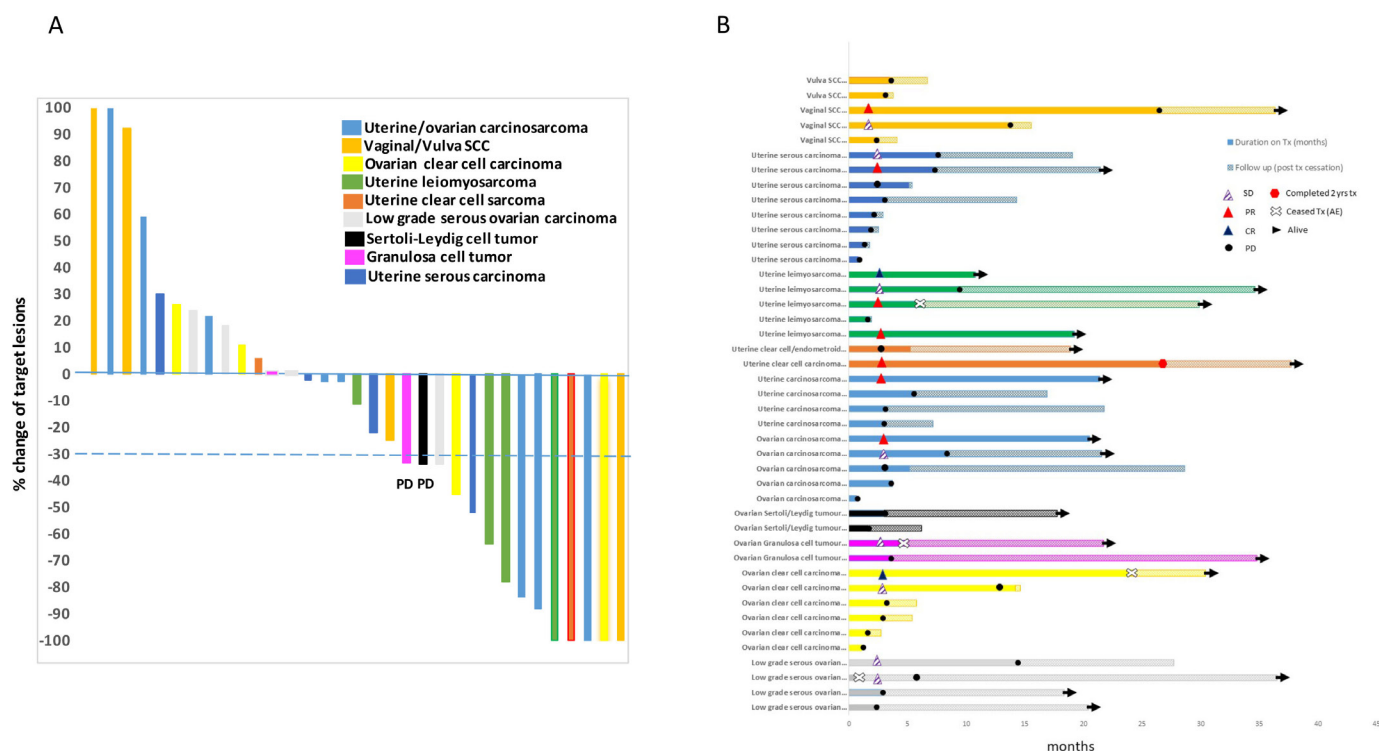 A
100
90
80
70
60
50
40
30
20
10
0
-10
-20
-30
-40
-50
-60
-70
-80
-90
-100
% change of target lesions
Uterine/ovarian carcinosarcoma
Vaginal/Vulva SCC
Ovarian clear cell carcinoma
Uterine leiomyosarcoma
Uterine clear cell sarcoma
Low grade serous ovarian carcinoma
Sertoli-Leydig cell tumor
Granulosa cell tumor
Uterine serous carcinoma
PD PD
B
Vulva SCC...
Vulva SCC...
Vaginal SCC...
Vaginal SCC...
Vaginal SCC...
Uterine serous carcinoma...
Uterine serous carcinoma...
Uterine serous carcinoma...
Uterine serous carcinoma...
Uterine serous carcinoma...
Uterine serous carcinoma...
Uterine serous carcinoma...
Uterine serous carcinoma...
Uterine leimyosarcoma...
Uterine leimyosarcoma...
Uterine leimyosarcoma...
Uterine leimyosarcoma...
Uterine leimyosarcoma...
Uterine clear cell/endometroid...
Uterine clear cell carcinoma...
Uterine carcinosarcoma...
Uterine carcinosarcoma...
Uterine carcinosarcoma...
Uterine carcinosarcoma...
Ovarian carcinosarcoma...
Ovarian carcinosarcoma...
Ovarian carcinosarcoma...
Ovarian carcinosarcoma...
Ovarian carcinosarcoma...
Ovarian Sertoli/Leydig tumour...
Ovarian Sertoli/Leydig tumour...
Ovarian Granulosa cell tumour...
Ovarian Granulosa cell tumour...
Ovarian clear cell carcinoma...
Ovarian clear cell carcinoma...
Ovarian clear cell carcinoma...
Ovarian clear cell carcinoma...
Ovarian clear cell carcinoma...
Ovarian clear cell carcinoma...
Low grade serous ovarian...
Low grade serous ovarian...
Low grade serous ovarian...
Low grade serous ovarian...
Duration on Tx (months)
Follow up (post tx cessation)
SD Completed 2 yrs tx
PR Ceased Tx (AE)
CR Alive
PD
0 5 10 15 20 25 30 35 40 45
months